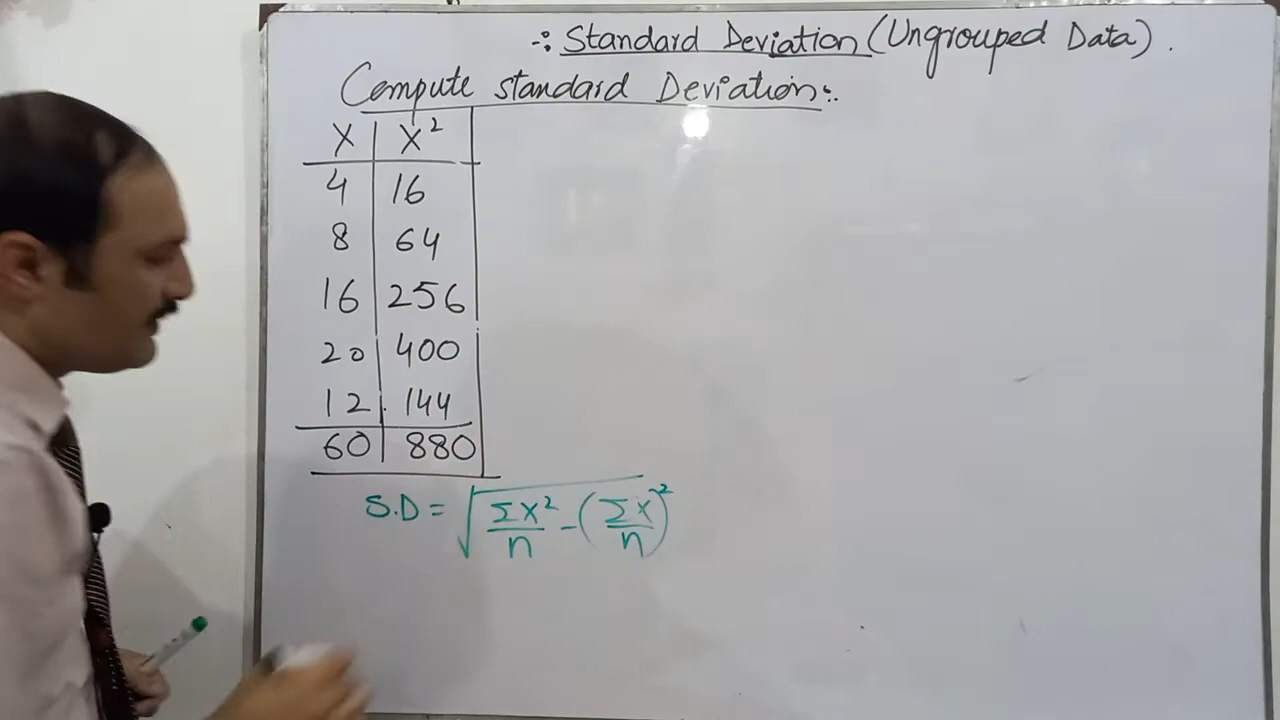 -: Standard Deviation (Ungrouped Data).
Compute standard Deviation:.
X X²
4 16
8 64
16 256
20 400
12 144
60 880
S.D = √(ΣX²/n - (ΣX/n)²)